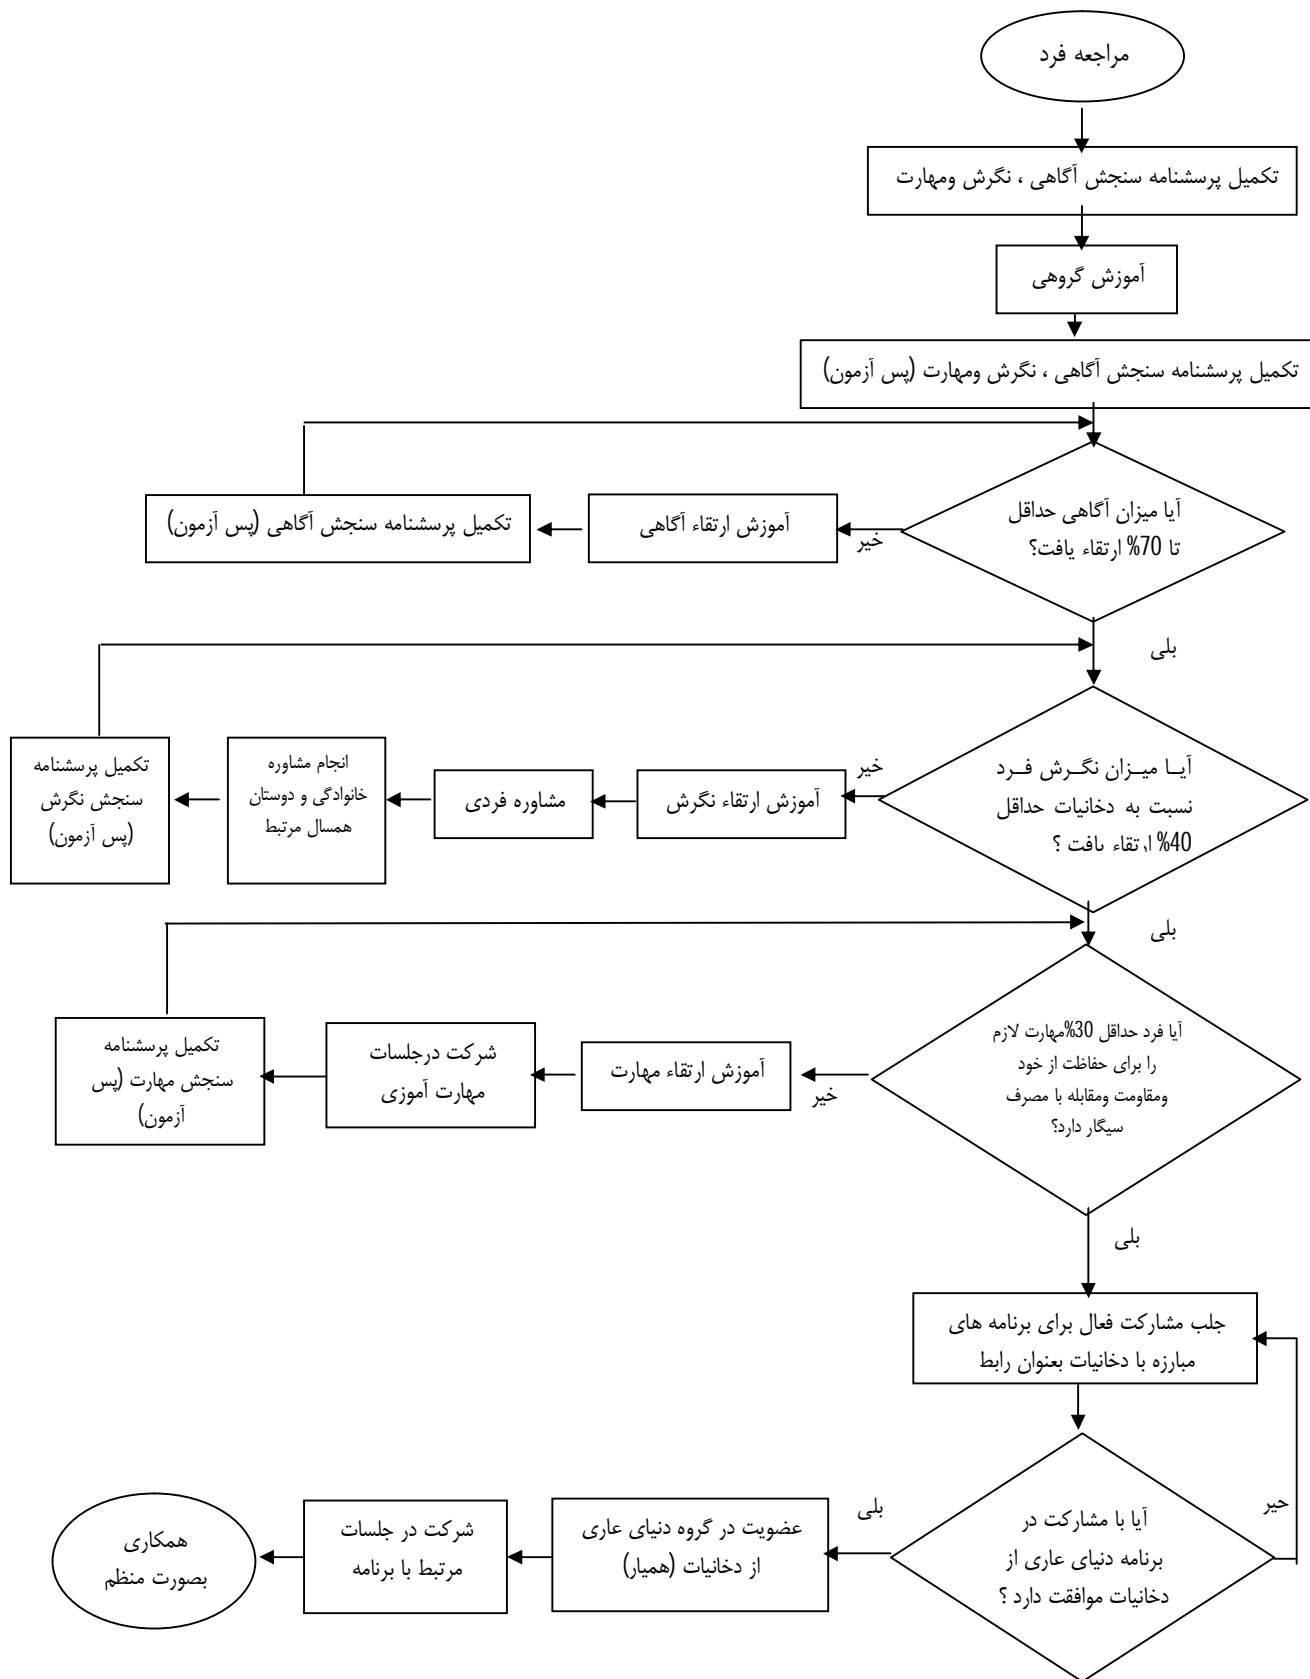 مراجعه فرد
تکمیل پرسشنامه سنجش آگاهی ، نگرش ومهارت
آموزش گروهی
تکمیل پرسشنامه سنجش آگاهی ، نگرش ومهارت (پس آزمون)
آیا میزان آگاهی حداقل
تا 70% ارتقاء یافت؟
خیر
آموزش ارتقاء آگاهی
تکمیل پرسشنامه سنجش آگاهی (پس آزمون)
بلی
آیـا میـزان نگـرش فـرد
نسبت به دخانیات حداقل
40% ارتقاء یافت ؟
خیر
آموزش ارتقاء نگرش
مشاوره فردی
انجام مشاوره
خانوادگی و دوستان
همسال مرتبط
تکمیل پرسشنامه
سنجش نگرش
(پس آزمون)
بلی
آیا فرد حداقل 30%مهارت لازم
را برای حفاظت از خود
ومقاومت ومقابله با مصرف
سیگار دارد؟
خیر
آموزش ارتقاء مهارت
شرکت درجلسات
مهارت آموزی
تکمیل پرسشنامه
سنجش مهارت (پس
آزمون)
بلی
جلب مشارکت فعال برای برنامه های
مبارزه با دخانیات بعنوان رابط
آیا با مشارکت در
برنامه دنیای عاری از
دخانیات موافقت دارد ؟
حیر
بلی
عضویت در گروه دنیای عاری
از دخانیات (همیار)
شرکت در جلسات
مرتبط با برنامه
همکاری
بصورت منظم